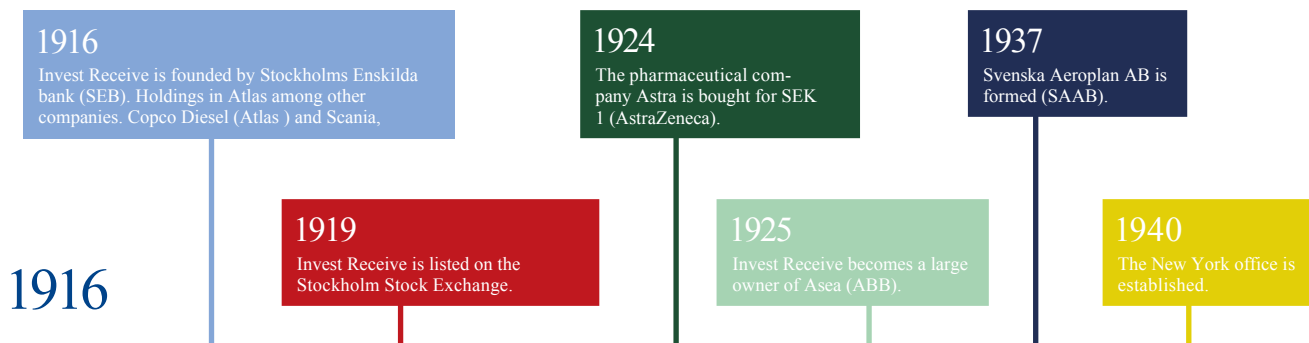 1916
Invest Receive is founded by Stockholms Enskilda
bank (SEB). Holdings in Atlas among other
companies. Copco Diesel (Atlas ) and Scania,
1924
The pharmaceutical com-
pany Astra is bought for SEK
1 (AstraZeneca).
1937
Svenska Aeroplan AB is
formed (SAAB).
1919
Invest Receive is listed on the
Stockholm Stock Exchange.
1925
Invest Receive becomes a large
owner of Asea (ABB).
1940
The New York office is
established.
1916